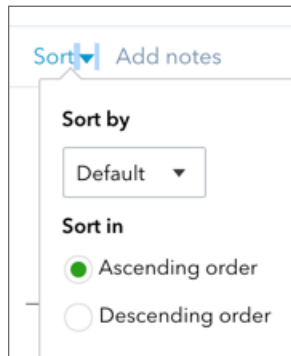 Sort Add notes
Sort by
Default
Sort in
Ascending order
Descending order